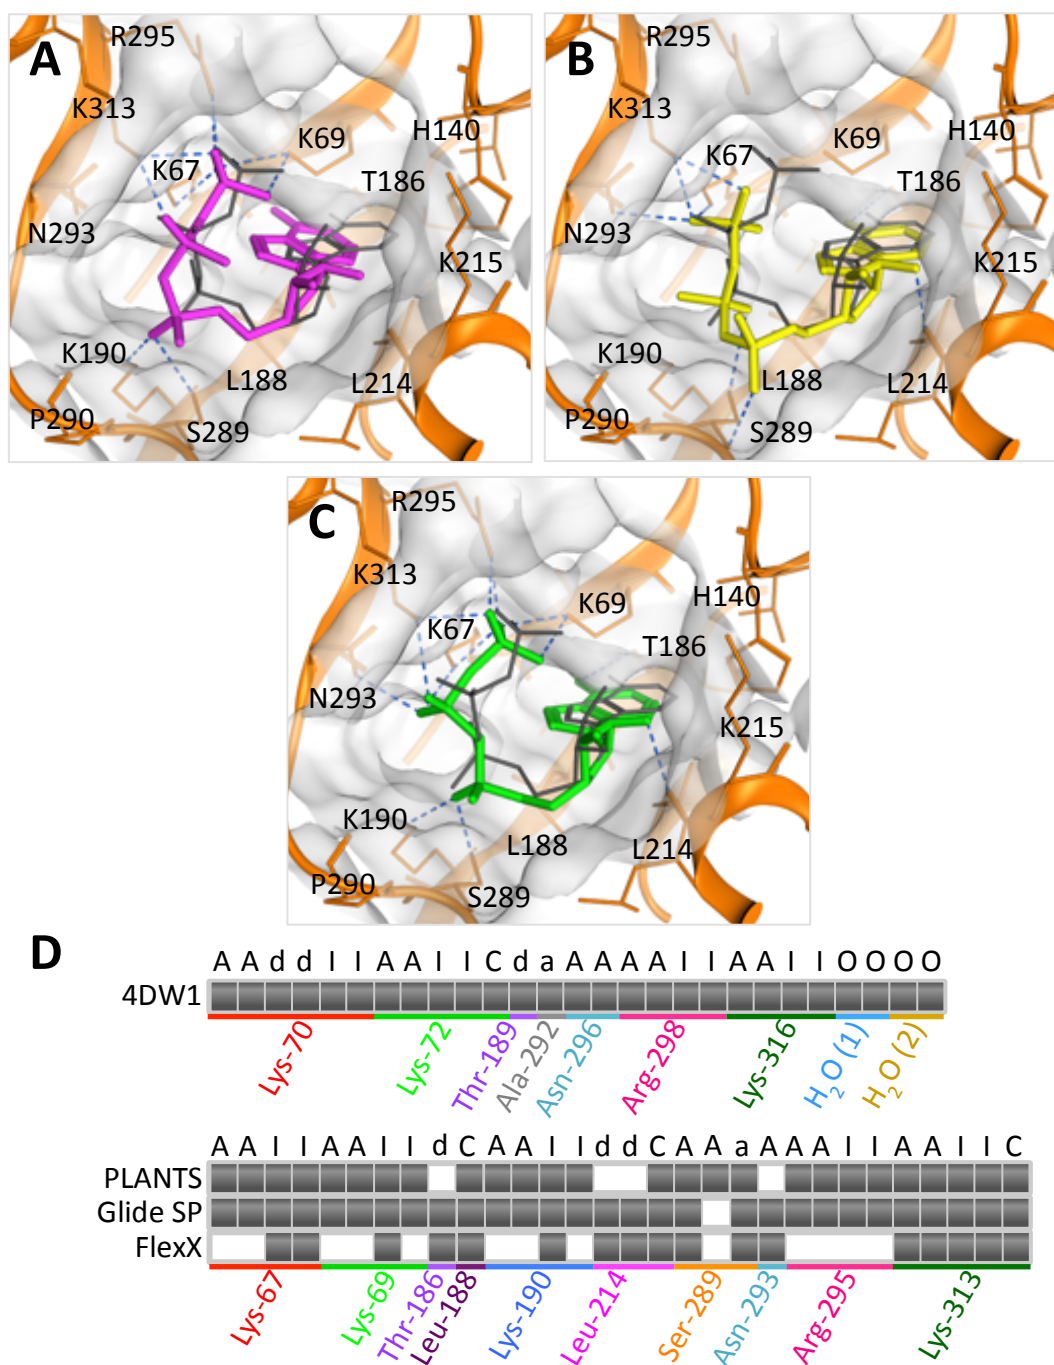 A
R295
K313
K69
H140
K67
T186
N293
K215
K190
L188
L214
P290
S289
B
R295
K313
K69
H140
K67
T186
N293
K215
K190
L188
L214
P290
S289
C
R295
K313
K69
H140
K67
T186
N293
K215
K190
L188
L214
P290
S289
D
A A d d I I A A I I C d a A A A A I I A A I I O O O O
4DW1
Lys-70 Lys-72 Thr-189 Ala-292 Asn-296 Arg-298 Lys-316 H2O (1) H2O (2)
A A I I A A I I d C A A I I d d C A A a A A A I I A A I I C
PLANTS
Glide SP
FlexX
Lys-67 Lys-69 Thr-186 Leu-188 Lys-190 Leu-214 Ser-289 Asn-293 Arg-295 Lys-313